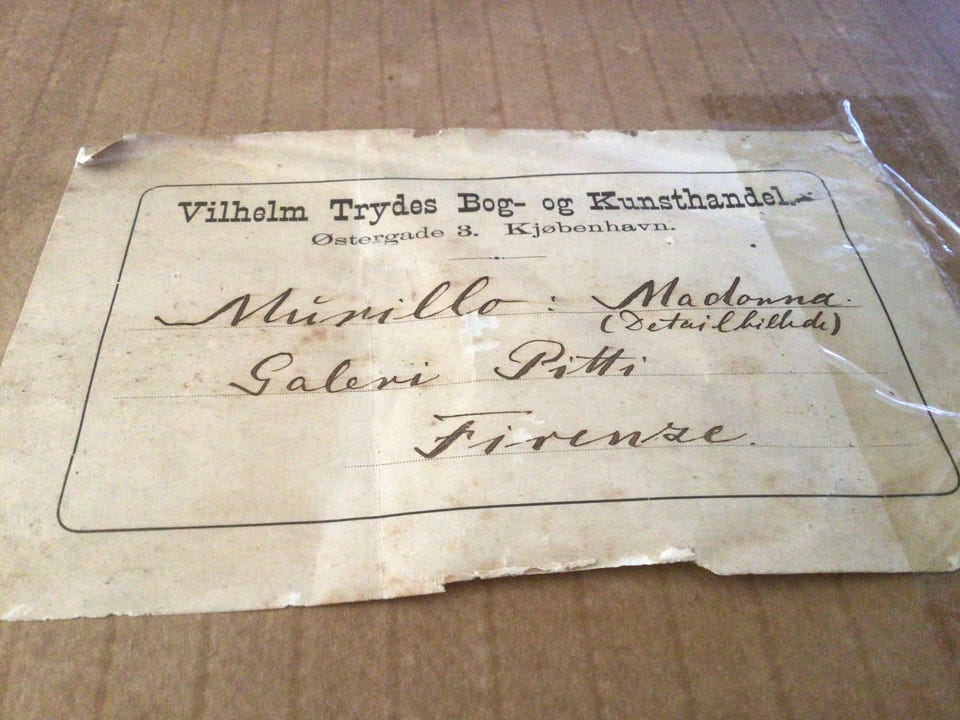 Vilhelm Trydes Bog- og Kunsthandel.
Østergade 3. Kjøbenhavn.
Murillo : Madonna.
(Detailbillede)
Galeri Pitti
Firenze.